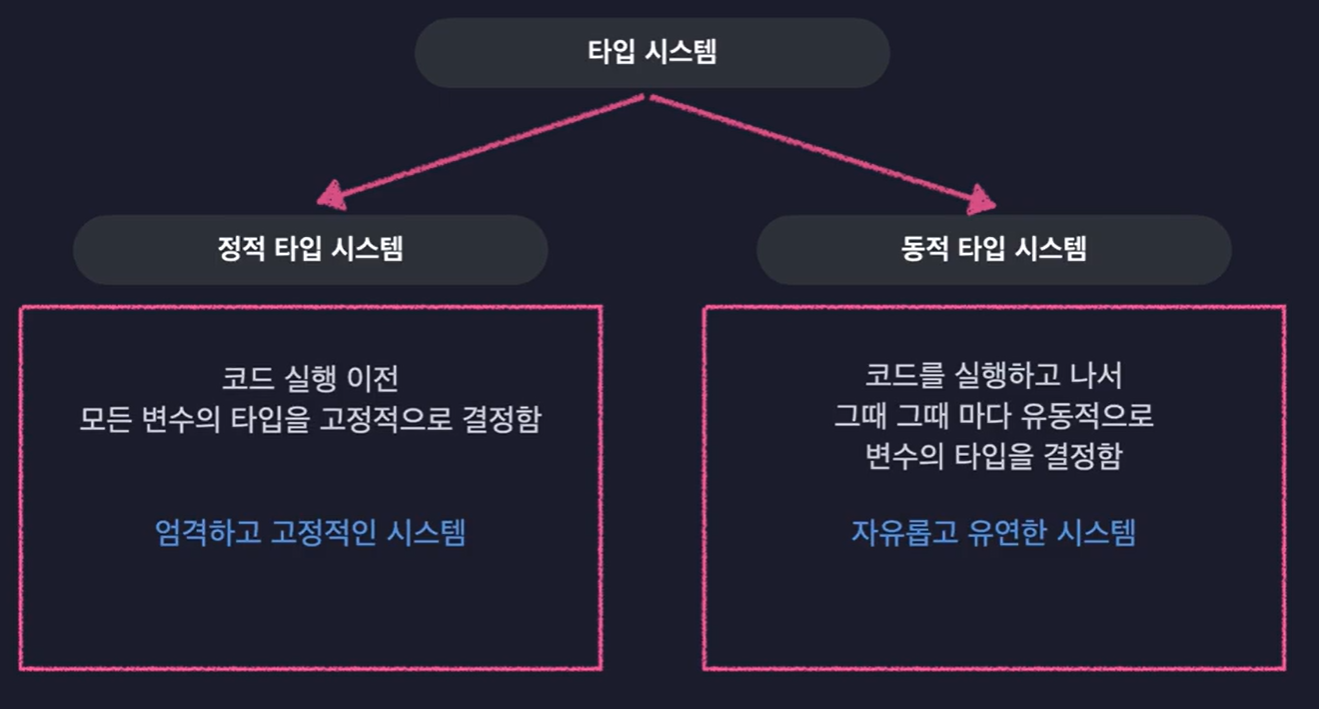 타입 시스템
정적 타입 시스템
코드 실행 이전
모든 변수의 타입을 고정적으로 결정함
엄격하고 고정적인 시스템
동적 타입 시스템
코드를 실행하고 나서
그때 그때 마다 유동적으로
변수의 타입을 결정함
자유롭고 유연한 시스템